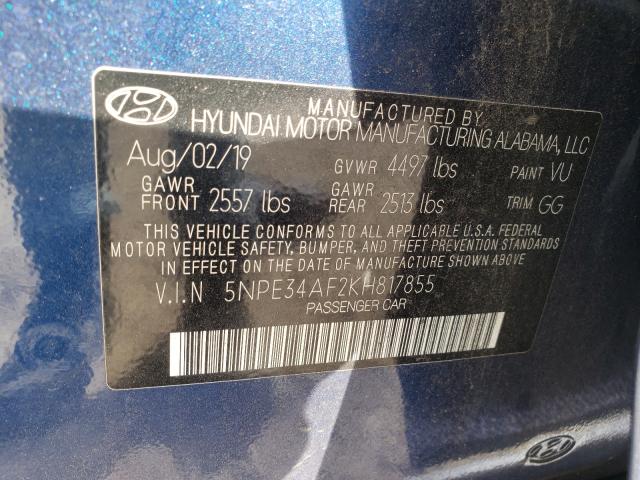 MANUFACTURED BY
HYUNDAI MOTOR MANUFACTURING ALABAMA, LLC
Aug/02/19 GVWR 4497 lbs PAINT VU
GAWR FRONT 2557 lbs GAWR REAR 2513 lbs TRIM GG
THIS VEHICLE CONFORMS TO ALL APPLICABLE U.S.A. FEDERAL
MOTOR VEHICLE SAFETY, BUMPER, AND THEFT PREVENTION STANDARDS
IN EFFECT ON THE DATE OF MANUFACTURE SHOWN ABOVE.
V.I.N 5NPE34AF2KH817855
PASSENGER CAR